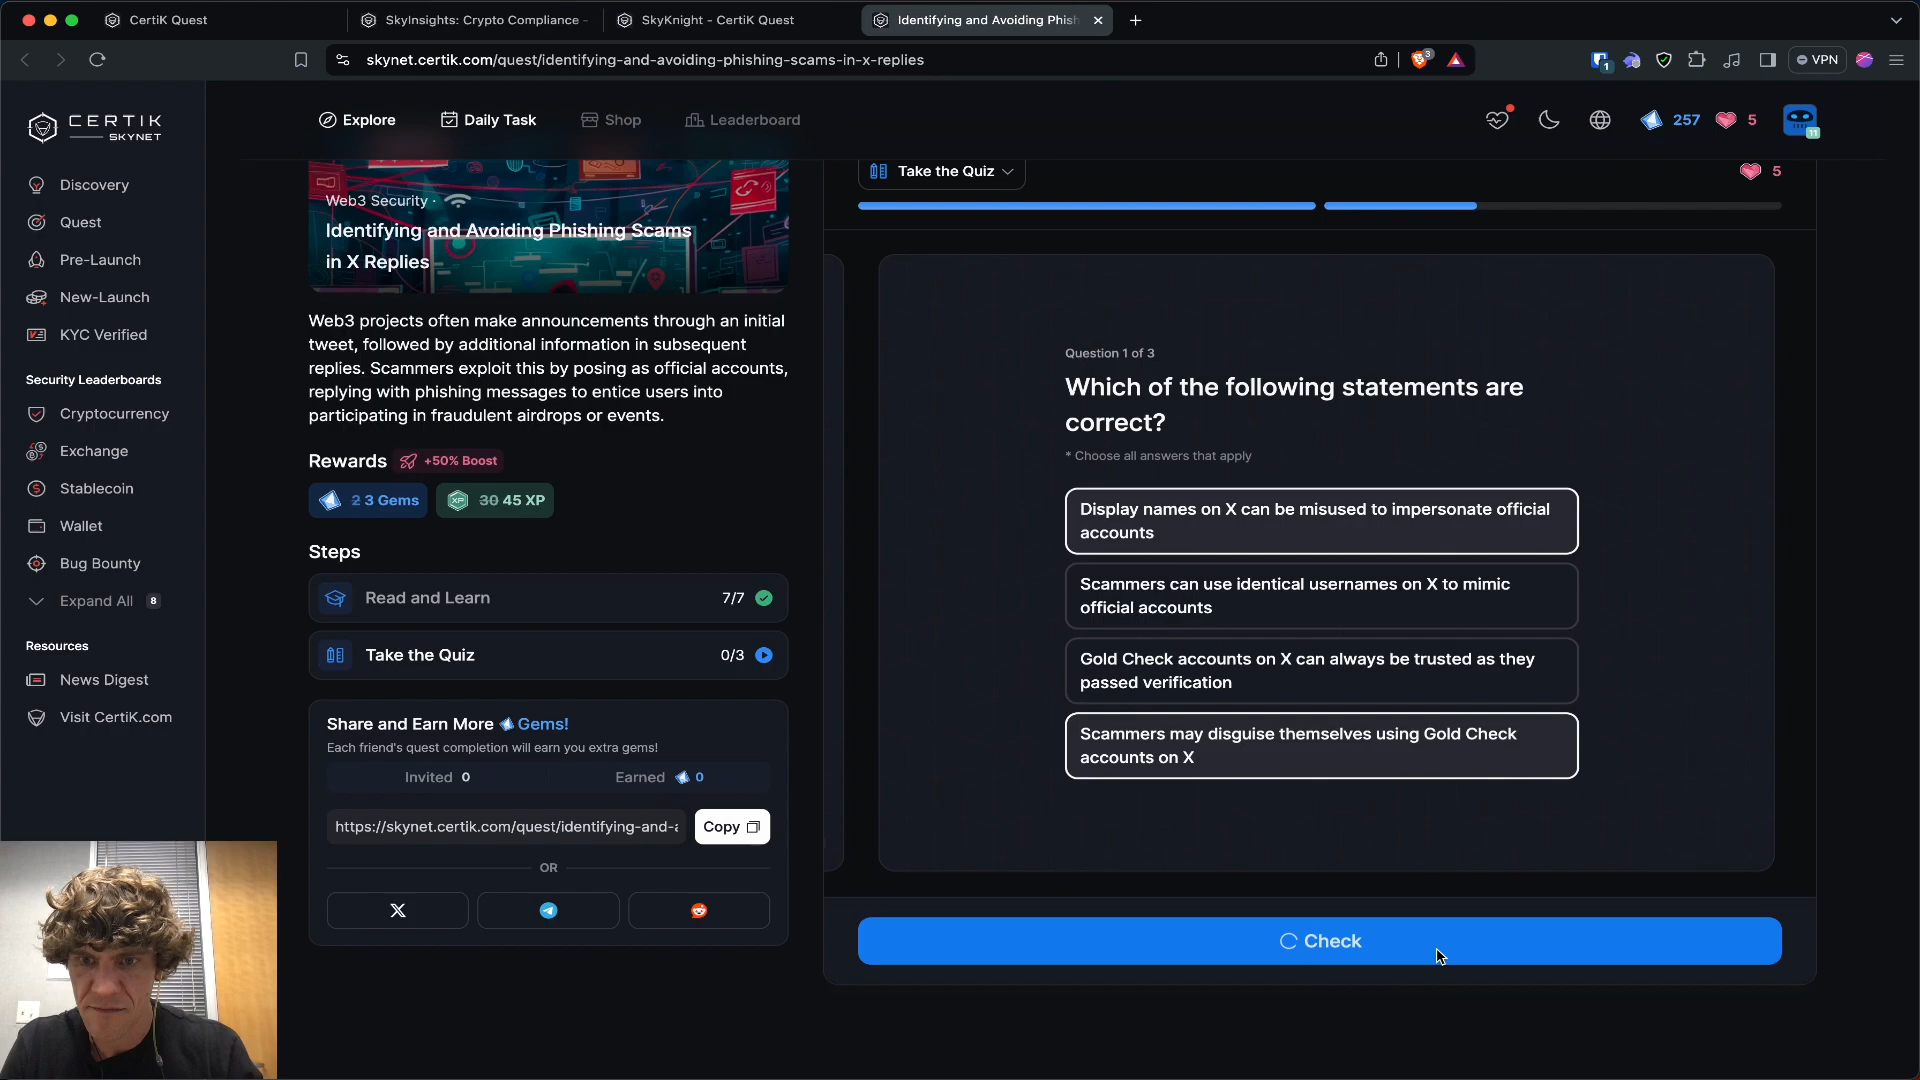 CertiK Quest
SkyInsights: Crypto Compliance -
SkyKnight - CertiK Quest
Identifying and Avoiding Phish
skynet.certik.com/quest/identifying-and-avoiding-phishing-scams-in-x-replies
3
1
VPN
CERTIK
SKYNET
Explore
Daily Task
Shop
Leaderboard
257
5
11
Discovery
Quest
Pre-Launch
New-Launch
KYC Verified
Security Leaderboards
Cryptocurrency
Exchange
Stablecoin
Wallet
Bug Bounty
Expand All 8
Resources
News Digest
Visit CertiK.com
Web3 Security ·
Identifying and Avoiding Phishing Scams
in X Replies
Web3 projects often make announcements through an initial
tweet, followed by additional information in subsequent
replies. Scammers exploit this by posing as official accounts,
replying with phishing messages to entice users into
participating in fraudulent airdrops or events.
Rewards +50% Boost
2 3 Gems
XP 30 45 XP
Steps
Read and Learn 7/7
Take the Quiz 0/3
Share and Earn More Gems!
Each friend's quest completion will earn you extra gems!
Invited 0
Earned 0
https://skynet.certik.com/quest/identifying-and-a
Copy
OR
Take the Quiz
5
Question 1 of 3
Which of the following statements are
correct?
* Choose all answers that apply
Display names on X can be misused to impersonate official
accounts
Scammers can use identical usernames on X to mimic
official accounts
Gold Check accounts on X can always be trusted as they
passed verification
Scammers may disguise themselves using Gold Check
accounts on X
Check